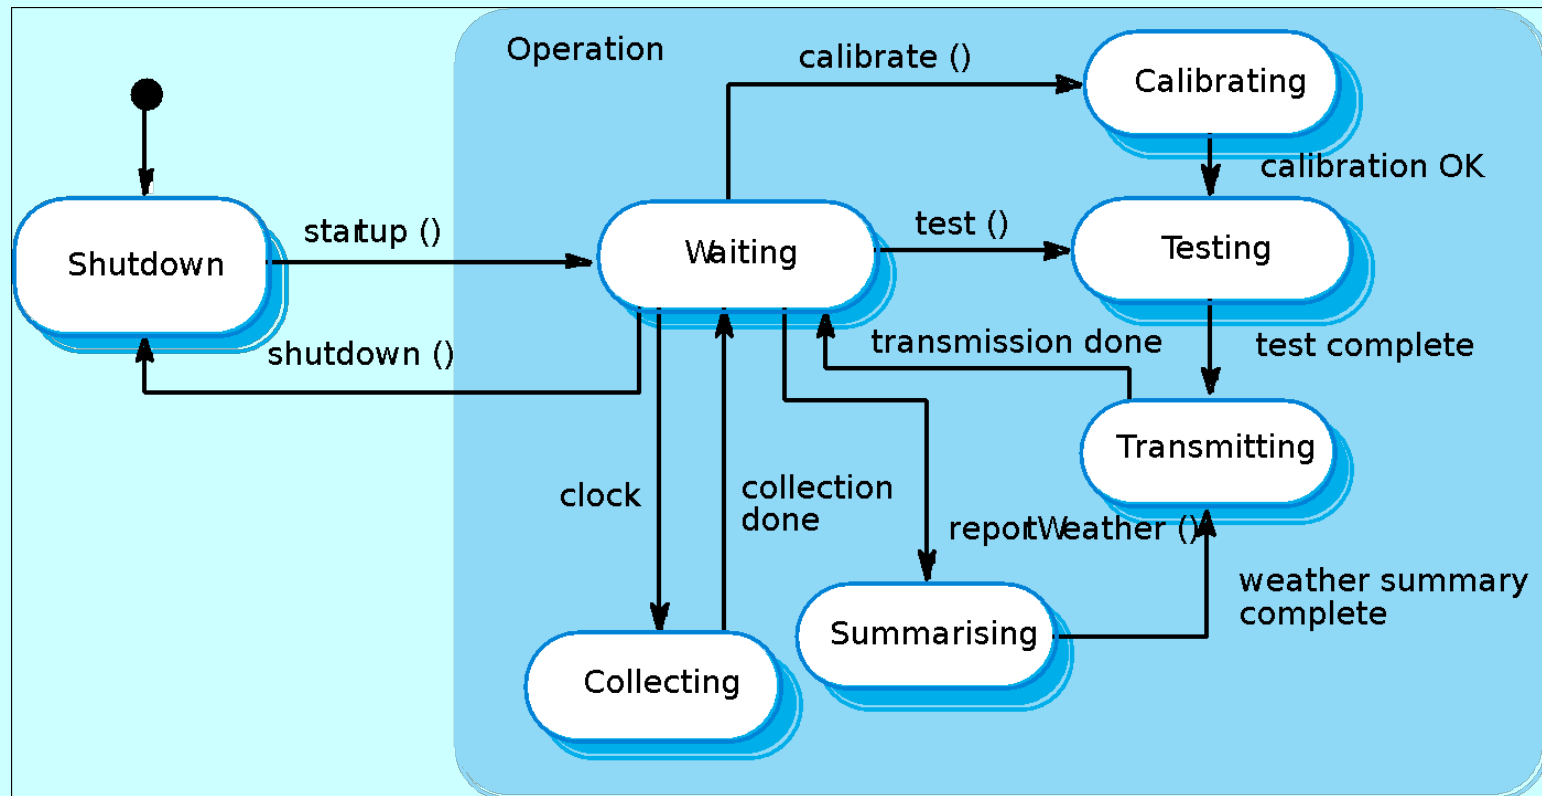 Operation
calibrate ()
Calibrating
calibration OK
startup ()
test ()
Shutdown
Waiting
Testing
shutdown ()
transmission done
test complete
Transmitting
clock
collection
done
reportWeather ()
weather summary
complete
Summarising
Collecting